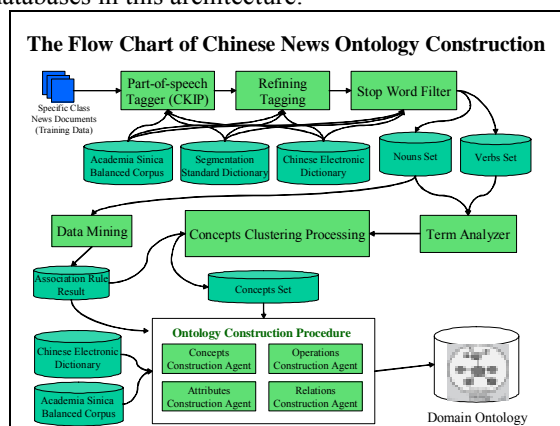 databases in this architecture.
The Flow Chart of Chinese News Ontology Construction
Specific Class
News Documents
(Training Data)
Part-of-speech
Tagger (CKIP)
Refining
Tagging
Stop Word Filter
Academia Sinica
Balanced Corpus
Segmentation
Standard Dictionary
Chinese Electronic
Dictionary
Nouns Set
Verbs Set
Data Mining
Concepts Clustering Processing
Term Analyzer
Association Rule
Result
Concepts Set
Ontology Construction Procedure
Concepts
Construction Agent
Operations
Construction Agent
Attributes
Construction Agent
Relations
Construction Agent
Chinese Electronic
Dictionary
Academia Sinica
Balanced Corpus
Domain Ontology